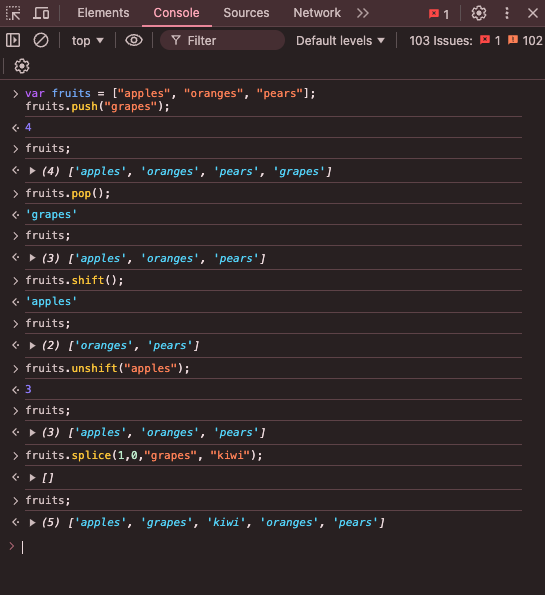 Elements Console Sources Network 1
top Filter Default levels 103 Issues: 1 102
var fruits = ["apples", "oranges", "pears"];
fruits.push("grapes");
4
fruits;
(4) ['apples', 'oranges', 'pears', 'grapes']
fruits.pop();
'grapes'
fruits;
(3) ['apples', 'oranges', 'pears']
fruits.shift();
'apples'
fruits;
(2) ['oranges', 'pears']
fruits.unshift("apples");
3
fruits;
(3) ['apples', 'oranges', 'pears']
fruits.splice(1,0,"grapes", "kiwi");
[]
fruits;
(5) ['apples', 'grapes', 'kiwi', 'oranges', 'pears']